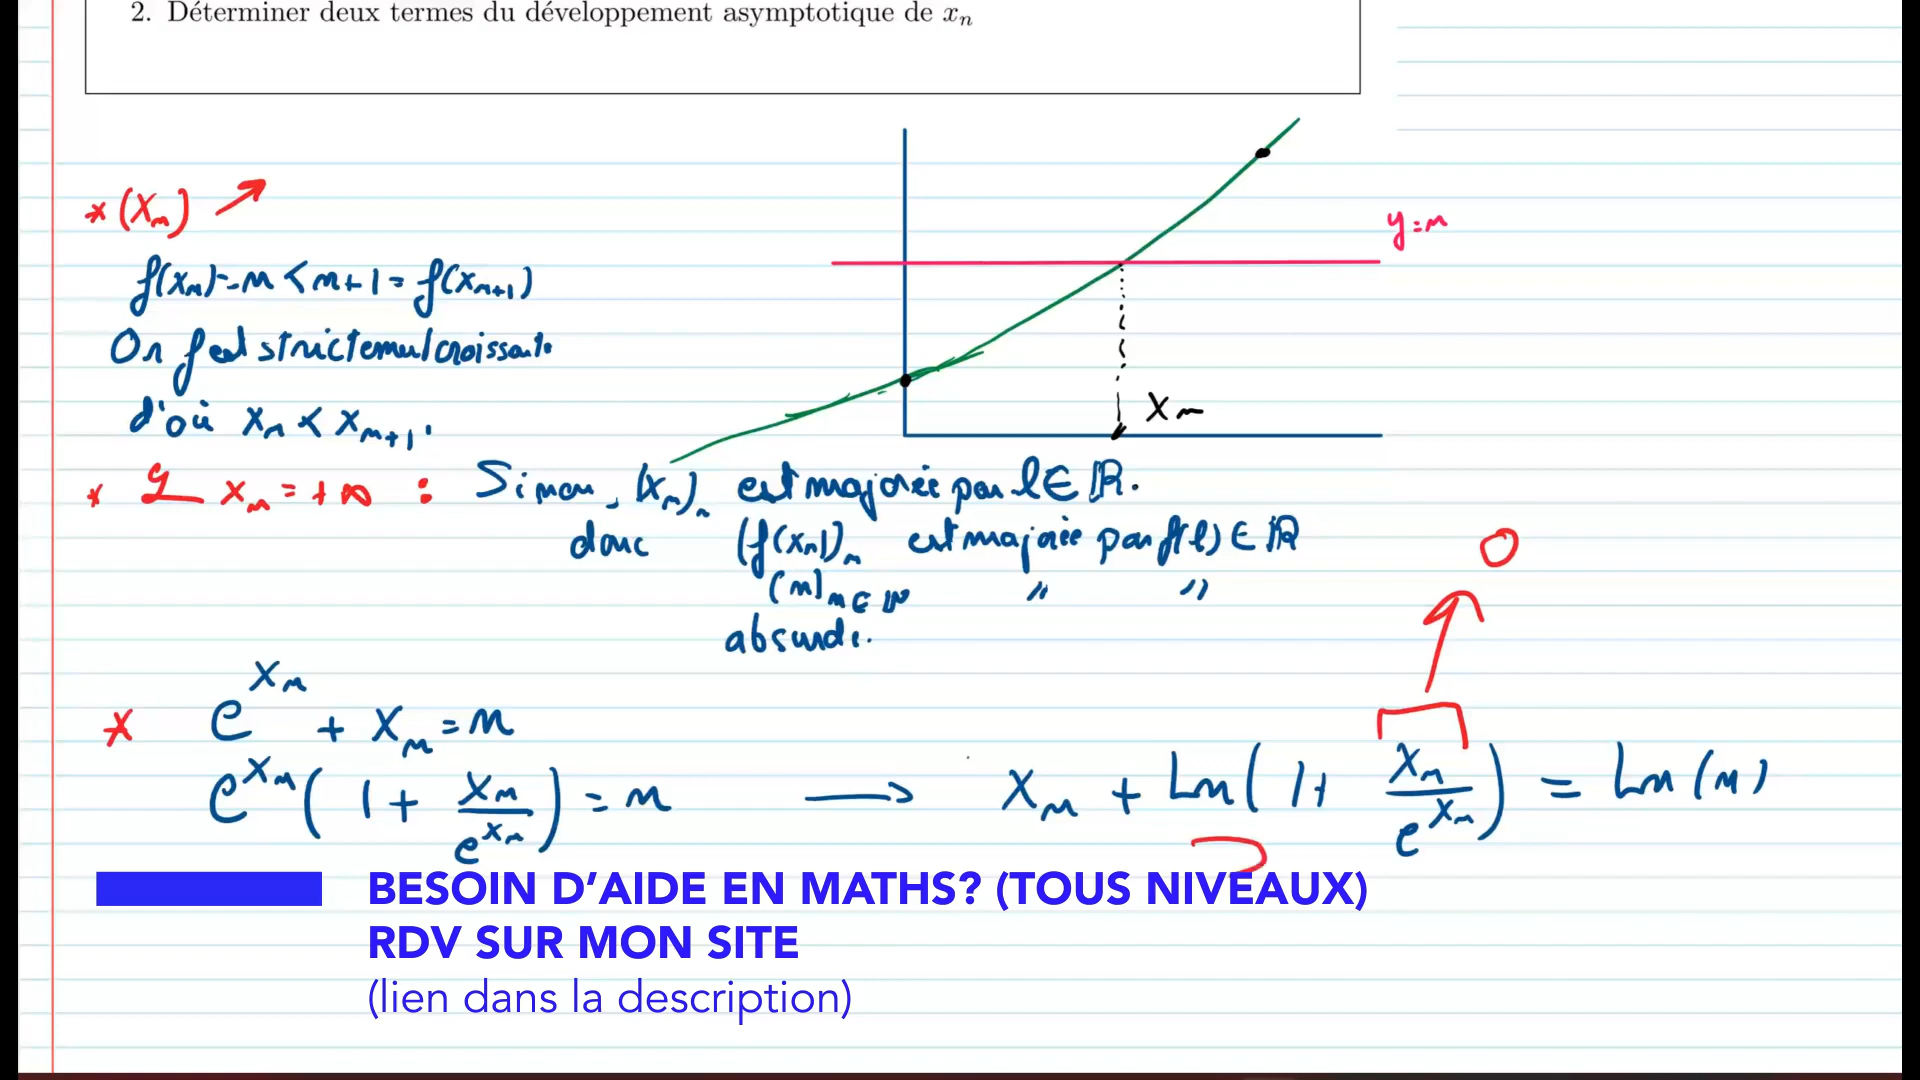 2. Déterminer deux termes du développement asymptotique de xₙ
* (Xₙ) ↗
y=n
f(xₙ)=n < n+1 = f(xₙ₊₁)
Or f est strictement croissante
d'où xₙ < xₙ₊₁.
Xₙ
* L xₙ = +∞ : Sinon, (xₙ)ₙ est majorée par l ∈ ℝ.
donc (f(xₙ))ₙ est majorée par f(l) ∈ ℝ
0
(n)ₙ∈ℕ " "
absurde.
* e^(xₙ) + xₙ = n
e^(xₙ)(1 + xₙ/e^(xₙ)) = n → xₙ + Ln(1 + xₙ/e^(xₙ)) = Ln(n)
BESOIN D'AIDE EN MATHS? (TOUS NIVEAUX)
RDV SUR MON SITE
(lien dans la description)